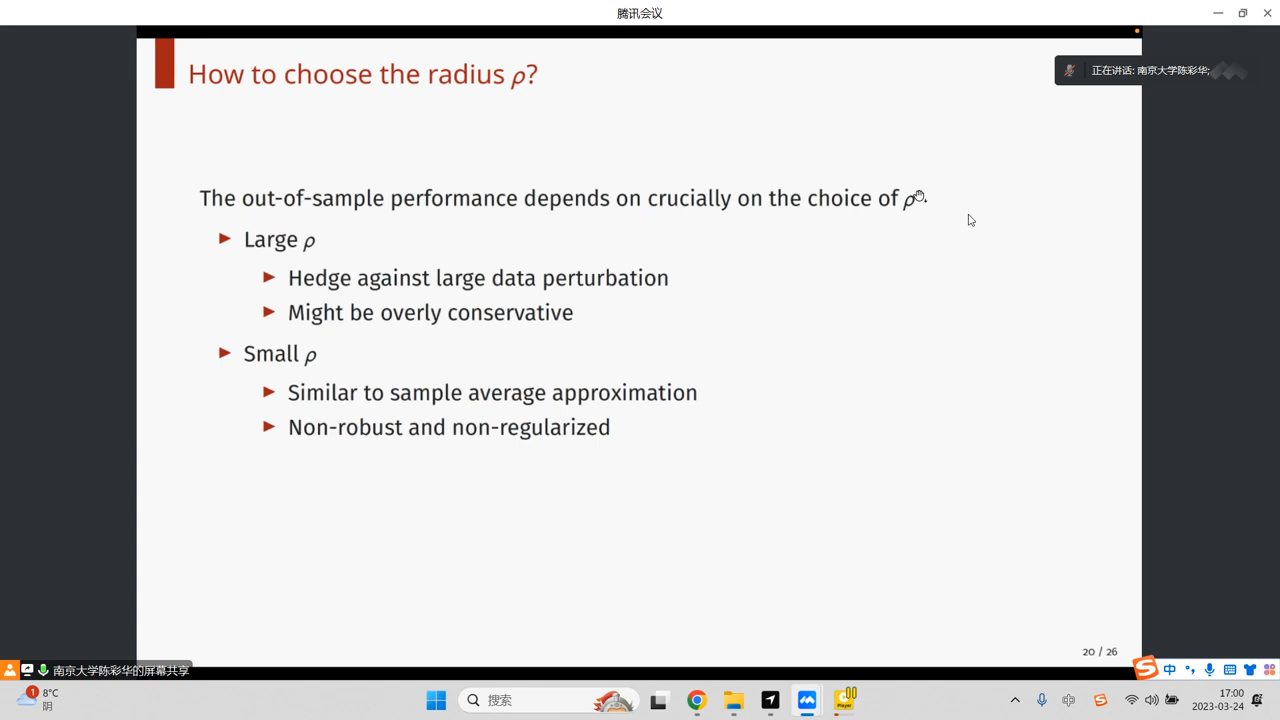 腾讯会议
How to choose the radius ρ?
正在讲话: 南京大学陈彩华;
The out-of-sample performance depends on crucially on the choice of ρ.
Large ρ
Hedge against large data perturbation
Might be overly conservative
Small ρ
Similar to sample average approximation
Non-robust and non-regularized
20 / 26
南京大学陈彩华的屏幕共享
中
1
8°C
阴
搜索
Player
中
17:00
2023-03-24